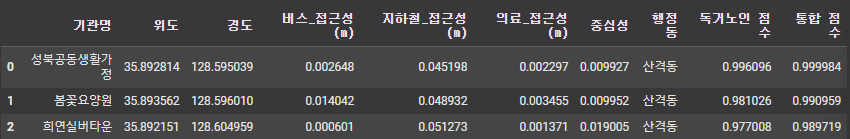 기관명 위도 경도 버스_접근성(m) 지하철_접근성(m) 의료_접근성(m) 중심성 행정동 독거노인 점수 통합 점수
0 성북공동생활가정 35.892814 128.595039 0.002648 0.045198 0.002297 0.009927 산격동 0.996096 0.999984
1 봄꽃요양원 35.893562 128.596010 0.014042 0.048932 0.003455 0.009952 산격동 0.981026 0.990959
2 희연실버타운 35.892151 128.604959 0.000601 0.051273 0.001371 0.019005 산격동 0.977008 0.989719